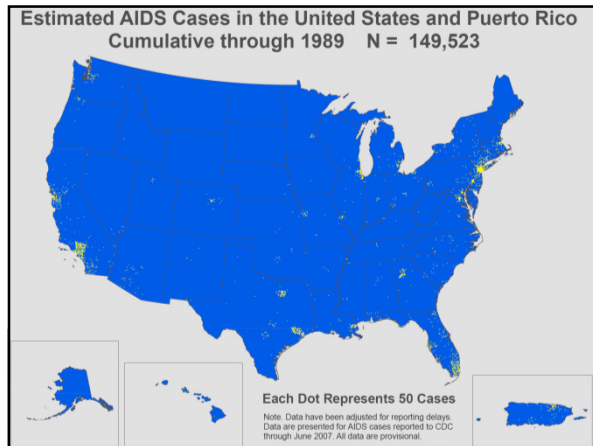 Estimated AIDS Cases in the United States and Puerto Rico
Cumulative through 1989 N = 149,523
Each Dot Represents 50 Cases
Note. Data have been adjusted for reporting delays.
Data are presented for AIDS cases reported to CDC
through June 2007. All data are provisional.